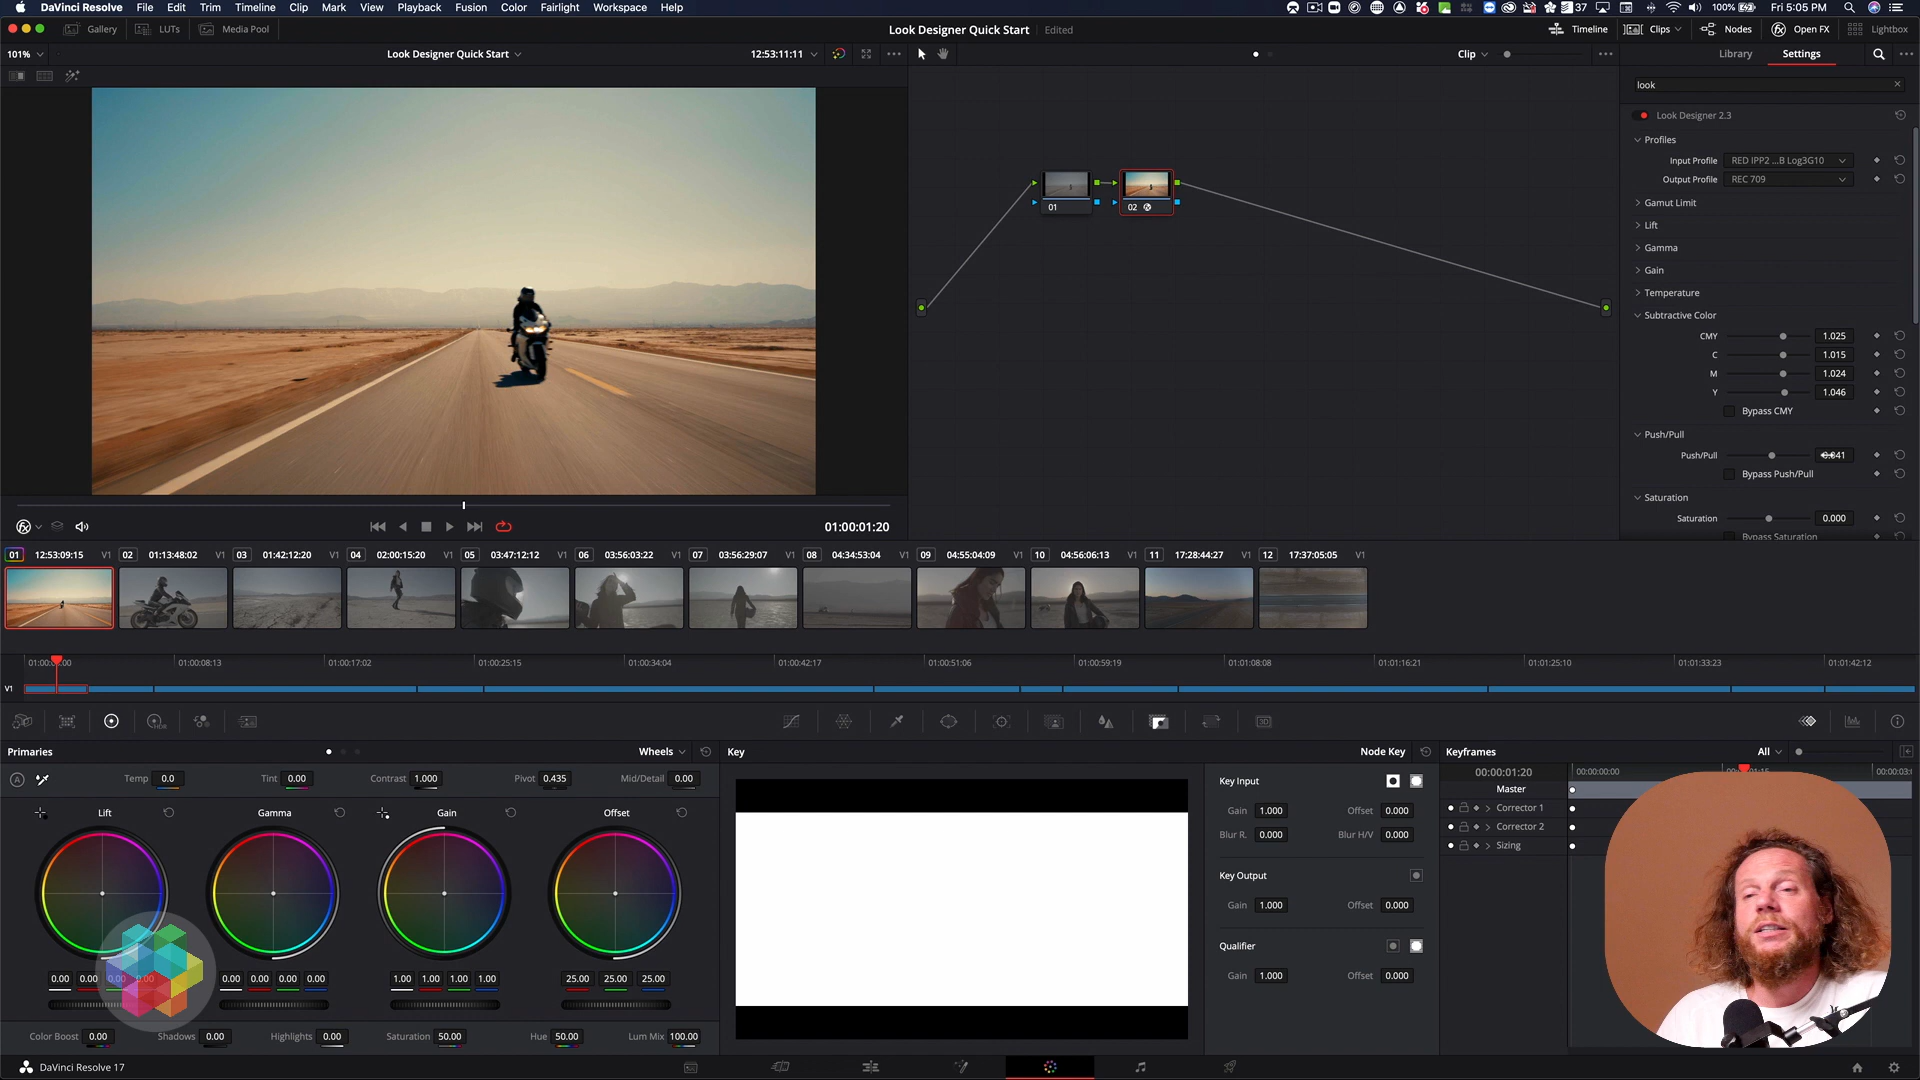 DaVinci Resolve File Edit Trim Timeline Clip Mark View Playback Fusion Color Fairlight Workspace Help 37 100% Fri 5:05 PM
Gallery LUTs Media Pool Look Designer Quick Start Edited Timeline Clips Nodes Open FX Lightbox
101% Look Designer Quick Start 12:53:11:11 Clip Library Settings
look
Look Designer 2.3
Profiles
Input Profile RED IPP2 ...B Log3G10
Output Profile REC 709
Gamut Limit
Lift
Gamma
Gain
Temperature
Subtractive Color
CMY 1.025
C 1.015
M 1.024
Y 1.046
Bypass CMY
Push/Pull
Push/Pull
Bypass Push/Pull
Saturation
Saturation 0.000
Bypass Saturation
01 02
01:00:01:20
01 12:53:09:15 V1 02 01:13:48:02 V1 03 01:42:12:20 V1 04 02:00:15:20 V1 05 03:47:12:12 V1 06 03:56:03:22 V1 07 03:56:29:07 V1 08 04:34:53:04 V1 09 04:55:04:09 V1 10 04:56:06:13 V1 11 17:28:44:27 V1 12 17:37:05:05 V1
01:00:08:13 01:00:17:02 01:00:25:15 01:00:34:04 01:00:42:17 01:00:51:06 01:00:59:19 01:01:08:08 01:01:16:21 01:01:25:10 01:01:33:23 01:01:42:12
V1
Primaries Wheels Key Node Key Keyframes All
Temp 0.0 Tint 0.00 Contrast 1.000 Pivot 0.435 Mid/Detail 0.00
Lift Gamma Gain Offset
0.00 0.00 0.00 0.00 0.00 0.00 0.00 0.00 1.00 1.00 1.00 1.00 25.00 25.00 25.00
Color Boost 0.00 Shadows 0.00 Highlights 0.00 Saturation 50.00 Hue 50.00 Lum Mix 100.00
Key Input
Gain 1.000 Offset 0.000
Blur R. 0.000 Blur H/V 0.000
Key Output
Gain 1.000 Offset 0.000
Qualifier
Gain 1.000 Offset 0.000
00:00:01:20 00:00:00:00
Master
Corrector 1
Corrector 2
Sizing
DaVinci Resolve 17